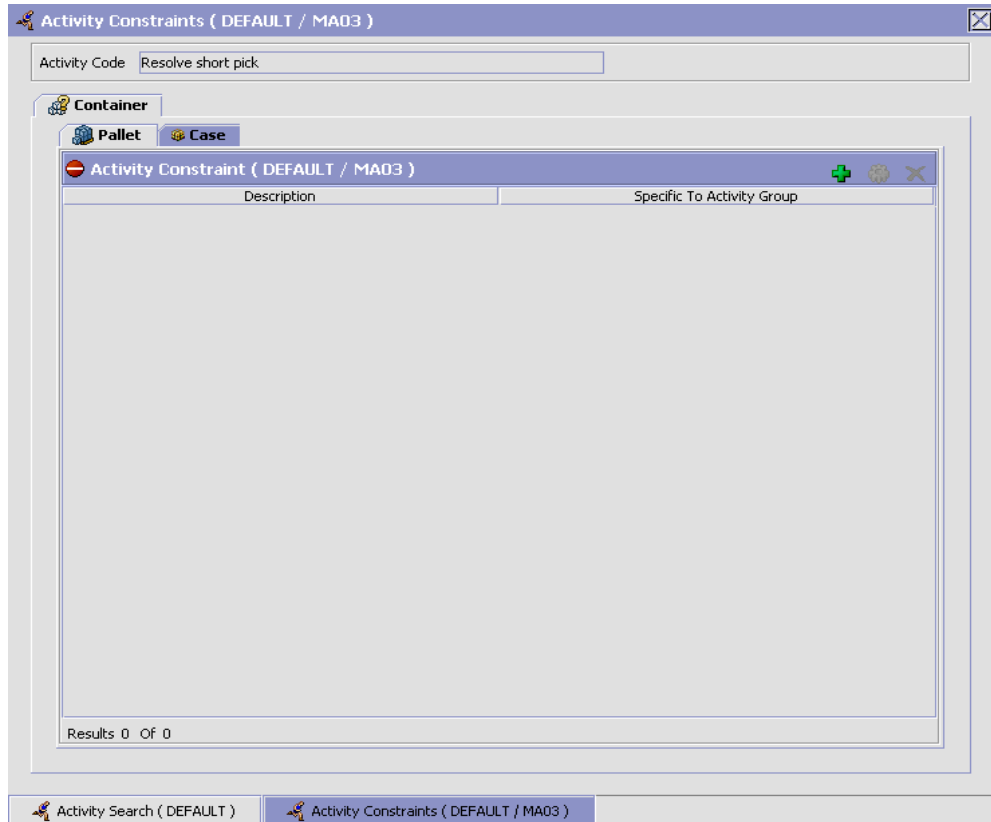 Activity Constraints ( DEFAULT / MA03 )
Activity Code Resolve short pick
Container
Pallet Case
Activity Constraint ( DEFAULT / MA03 )
Description Specific To Activity Group
Results 0 Of 0
Activity Search ( DEFAULT ) Activity Constraints ( DEFAULT / MA03 )